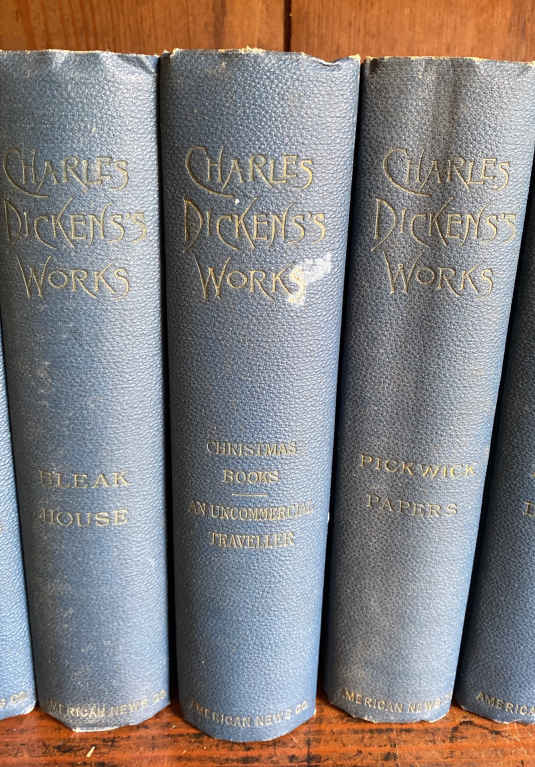 CHARLES
DICKENS'S
WORKS
BLEAK
HOUSE
AMERICAN NEWS CO.
CHARLES
DICKENS'S
WORKS
CHRISTMAS
BOOKS
AN UNCOMMERCIAL
TRAVELLER
AMERICAN NEWS CO.
CHARLES
DICKENS'S
WORKS
PICKWICK
PAPERS
AMERICAN NEWS CO.
AMERICAN